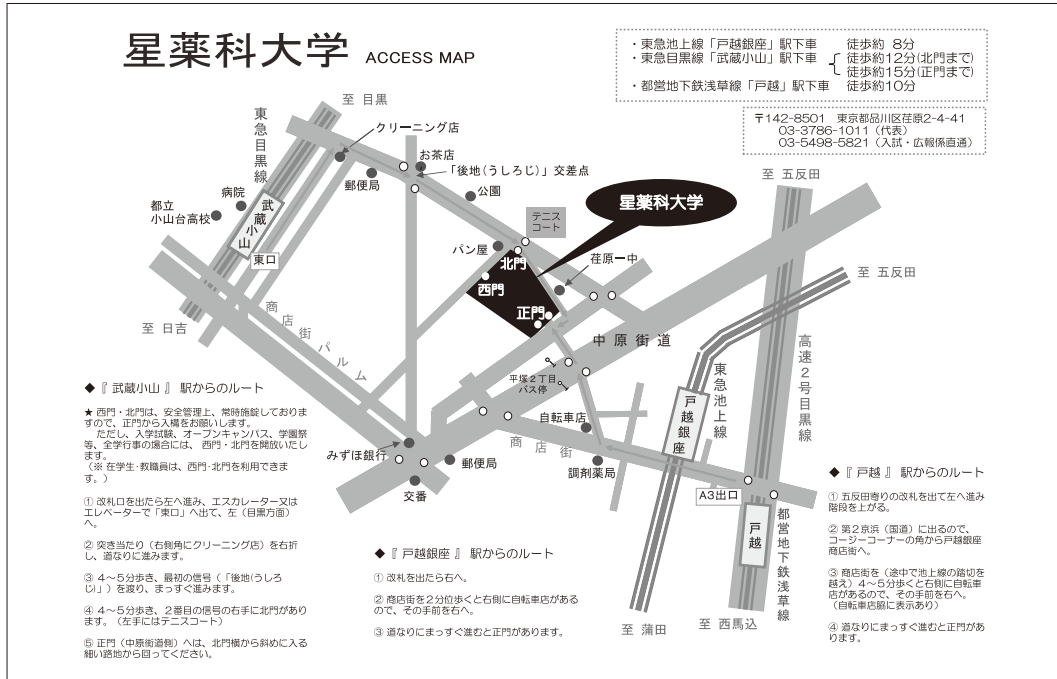 星薬科大学 ACCESS MAP
・東急池上線「戸越銀座」駅下車 徒歩約 8分
・東急目黒線「武蔵小山」駅下車 徒歩約12分(北門まで)
徒歩約15分(正門まで)
・都営地下鉄浅草線「戸越」駅下車 徒歩約10分
〒142-8501 東京都品川区荏原2-4-41
03-3786-1011(代表)
03-5498-5821(入試・広報係直通)
至 目黒
東急目黒線
クリーニング店
お茶店
「後地(うしろじ)」交差点
郵便局
公園
病院
都立
小山台高校
武蔵小山
東口
パン屋
テニス
コート
星薬科大学
北門
西門
正門
荏原一中
至 五反田
至 五反田
至 日吉
商店街パルム
中原街道
平塚2丁目
バス停
東急池上線
高速2号目黒線
戸越銀座
自転車店
商店街
みずほ銀行
郵便局
交番
調剤薬局
A3出口
戸越
都営地下鉄浅草線
至 蒲田
至 西馬込
◆『 武蔵小山 』 駅からのルート
★ 西門・北門は、安全管理上、常時施錠しておりま
すので、正門から入構をお願いします。
ただし、入学試験、オープンキャンパス、学園祭
等、全学行事の場合には、西門・北門を開放いたし
ます。
(※ 在学生・教職員は、西門・北門を利用できま
す。)
① 改札口を出たら左へ進み、エスカレーター又は
エレベーターで「東口」へ出て、左（目黒方面）
へ。
② 突き当たり（右側角にクリーニング店）を右折
し、道なりに進みます。
③ 4～5分歩き、最初の信号（「後地(うしろ
じ)」）を渡り、まっすぐ進みます。
④ 4～5分歩き、2番目の信号の右手に北門があり
ます。（左手にはテニスコート）
⑤ 正門（中原街道側）へは、北門横から斜めに入る
細い路地から回ってください。
◆『 戸越銀座 』 駅からのルート
① 改札を出たら右へ。
② 商店街を2分位歩くと右側に自転車店がある
ので、その手前を右へ。
③ 道なりにまっすぐ進むと正門があります。
◆『 戸越 』 駅からのルート
① 五反田寄りの改札を出て左へ進み
階段を上がる。
② 第2京浜（国道）に出るので、
コージーコーナーの角から戸越銀座
商店街へ。
③ 商店街を（途中で池上線の踏切を
越え）4～5分歩くと右側に自転車
店があるので、その手前を右へ。
（自転車店脇に表示あり）
④ 道なりにまっすぐ進むと正門があ
ります。